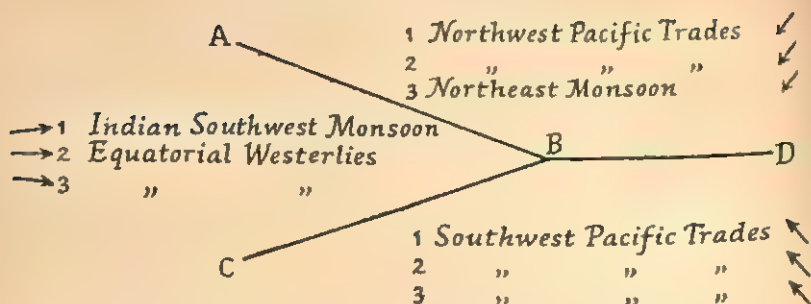 A
1 Northwest Pacific Trades
2 " " "
3 Northeast Monsoon
1 Indian Southwest Monsoon
2 Equatorial Westerlies
3 " "
B
D
C
1 Southwest Pacific Trades
2 " " "
3 " " "